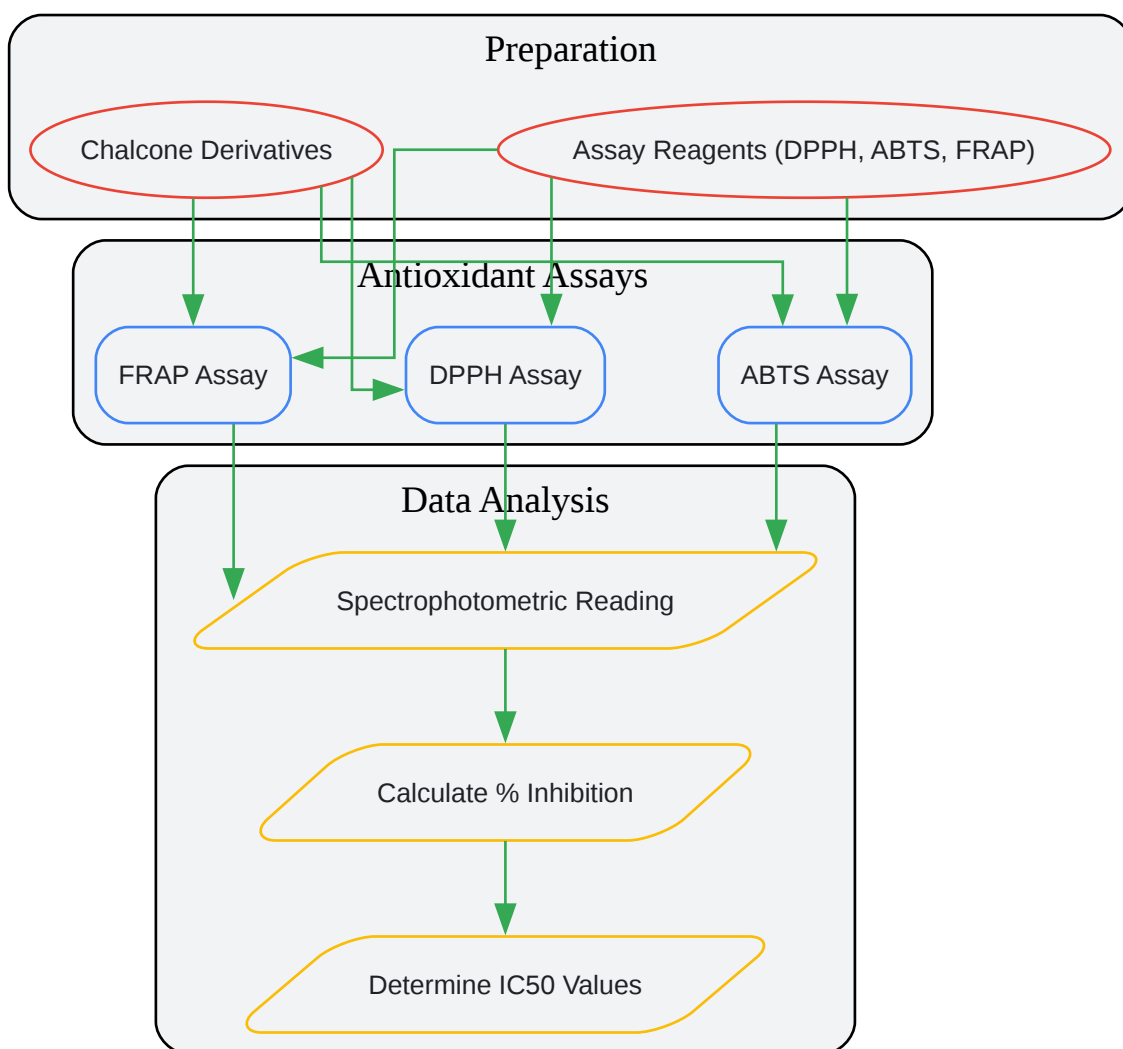 Preparation
Chalcone Derivatives
Assay Reagents (DPPH, ABTS, FRAP)
Antioxidant Assays
FRAP Assay
DPPH Assay
ABTS Assay
Data Analysis
Spectrophotometric Reading
Calculate % Inhibition
Determine IC50 Values